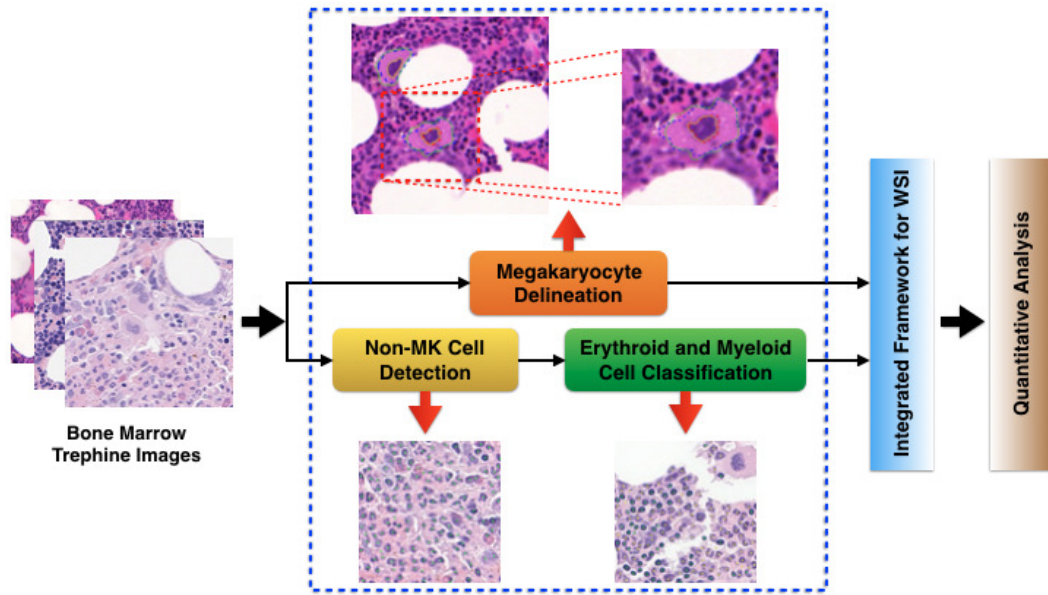 Bone Marrow
Trephine Images
Megakaryocyte
Delineation
Non-MK Cell
Detection
Erythroid and Myeloid
Cell Classification
Integrated Framework for WSI
Quantitative Analysis